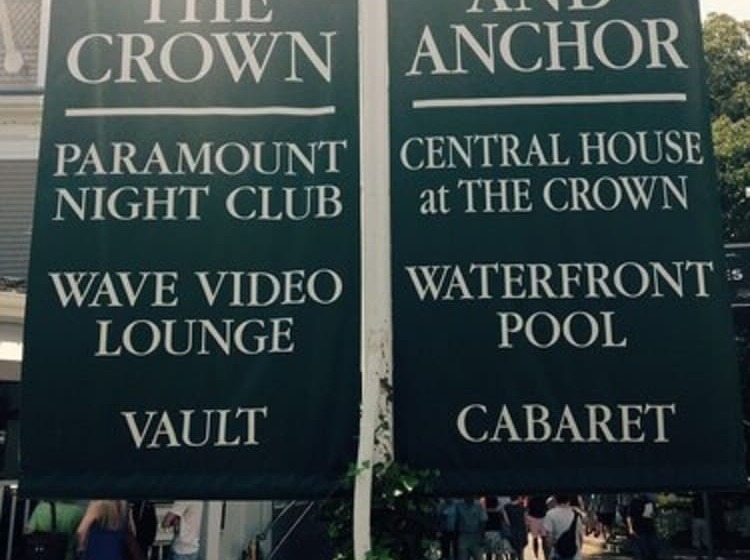 THE
CROWN
PARAMOUNT
NIGHT CLUB
WAVE VIDEO
LOUNGE
VAULT
AND
ANCHOR
CENTRAL HOUSE
at THE CROWN
WATERFRONT
POOL
CABARET